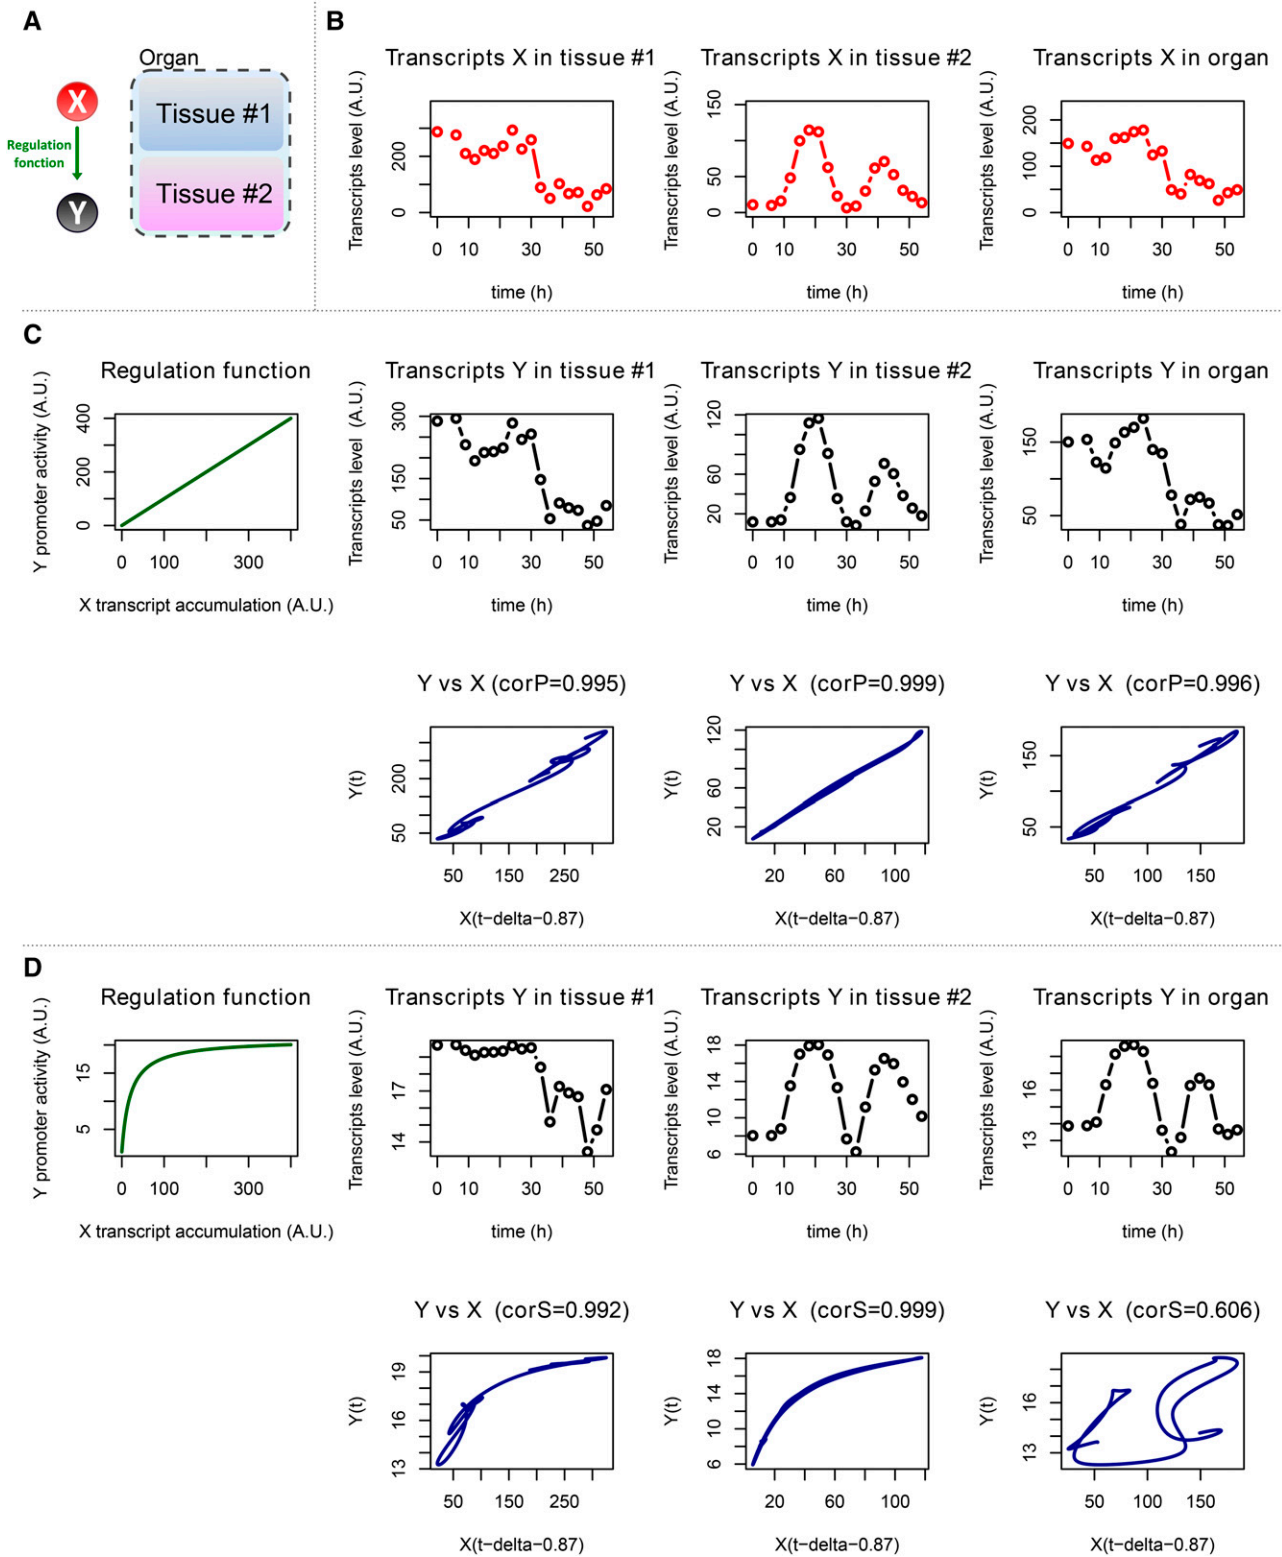 A
Organ
X
Tissue #1
Regulation
fonction
Tissue #2
Y
B
Transcripts X in tissue #1
Transcripts level (A.U.)
200
0
0 10 30 50
time (h)
Transcripts X in tissue #2
Transcripts level (A.U.)
150
100
50
0
0 10 30 50
time (h)
Transcripts X in organ
Transcripts level (A.U.)
200
100
0
0 10 30 50
time (h)
C
Regulation function
Y promoter activity (A.U.)
400
200
0
0 100 300
X transcript accumulation (A.U.)
Transcripts Y in tissue #1
Transcripts level (A.U.)
300
150
50
0 10 30 50
time (h)
Transcripts Y in tissue #2
Transcripts level (A.U.)
120
60
20
0 10 30 50
time (h)
Transcripts Y in organ
Transcripts level (A.U.)
150
50
0 10 30 50
time (h)
Y vs X (corP=0.995)
Y(t)
200
50
50 150 250
X(t−delta−0.87)
Y vs X (corP=0.999)
Y(t)
120
60
20
20 60 100
X(t−delta−0.87)
Y vs X (corP=0.996)
Y(t)
150
50
50 100 150
X(t−delta−0.87)
D
Regulation function
Y promoter activity (A.U.)
15
5
0 100 300
X transcript accumulation (A.U.)
Transcripts Y in tissue #1
Transcripts level (A.U.)
17
14
0 10 30 50
time (h)
Transcripts Y in tissue #2
Transcripts level (A.U.)
18
14
10
6
0 10 30 50
time (h)
Transcripts Y in organ
Transcripts level (A.U.)
16
13
0 10 30 50
time (h)
Y vs X (corS=0.992)
Y(t)
19
16
13
50 150 250
X(t−delta−0.87)
Y vs X (corS=0.999)
Y(t)
18
14
10
6
20 60 100
X(t−delta−0.87)
Y vs X (corS=0.606)
Y(t)
16
13
50 100 150
X(t−delta−0.87)